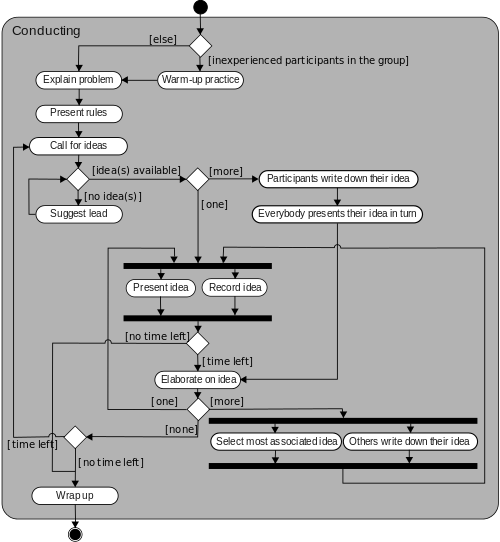 Conducting
[else]
[inexperienced participants in the group]
Explain problem
Warm-up practice
Present rules
Call for ideas
[idea(s) available]
[more]
Participants write down their idea
[no idea(s)]
[one]
Suggest lead
Everybody presents their idea in turn
Present idea
Record idea
[no time left]
[time left]
Elaborate on idea
[one]
[more]
[none]
Select most associated idea
Others write down their idea
[time left]
[no time left]
Wrap up